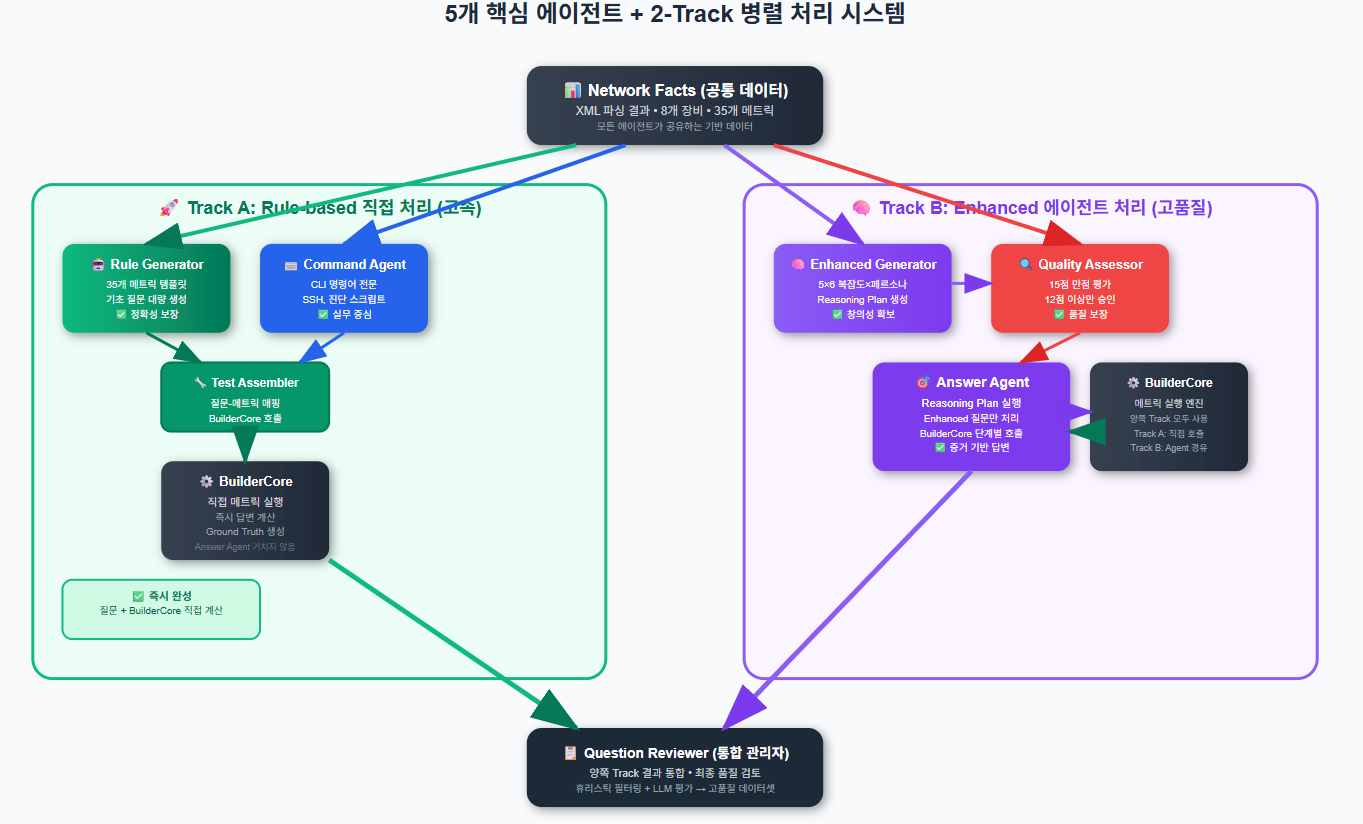 5개 핵심 에이전트 + 2-Track 병렬 처리 시스템
📊 Network Facts (공통 데이터)
XML 파싱 결과 • 8개 장비 • 35개 메트릭
모든 에이전트가 공유하는 기반 데이터
🚀 Track A: Rule-based 직접 처리 (고속)
🤖 Rule Generator
35개 메트릭 템플릿
기초 질문 대량 생성
✅ 정확성 보장
⌨️ Command Agent
CLI 명령어 전문
SSH, 진단 스크립트
✅ 실무 중심
🔧 Test Assembler
질문-메트릭 매핑
BuilderCore 호출
⚙️ BuilderCore
직접 메트릭 실행
즉시 답변 계산
Ground Truth 생성
Answer Agent 거치지 않음
✅ 즉시 완성
질문 + BuilderCore 직접 계산
🧠 Track B: Enhanced 에이전트 처리 (고품질)
🧠 Enhanced Generator
5×6 복잡도×페르소나
Reasoning Plan 생성
✅ 창의성 확보
🔍 Quality Assessor
15점 만점 평가
12점 이상만 승인
✅ 품질 보장
🎯 Answer Agent
Reasoning Plan 실행
Enhanced 질문만 처리
BuilderCore 단계별 호출
✅ 증거 기반 답변
⚙️ BuilderCore
메트릭 실행 엔진
양쪽 Track 모두 사용
Track A: 직접 호출
Track B: Agent 경유
📋 Question Reviewer (통합 관리자)
양쪽 Track 결과 통합 • 최종 품질 검토
휴리스틱 필터링 + LLM 평가 → 고품질 데이터셋